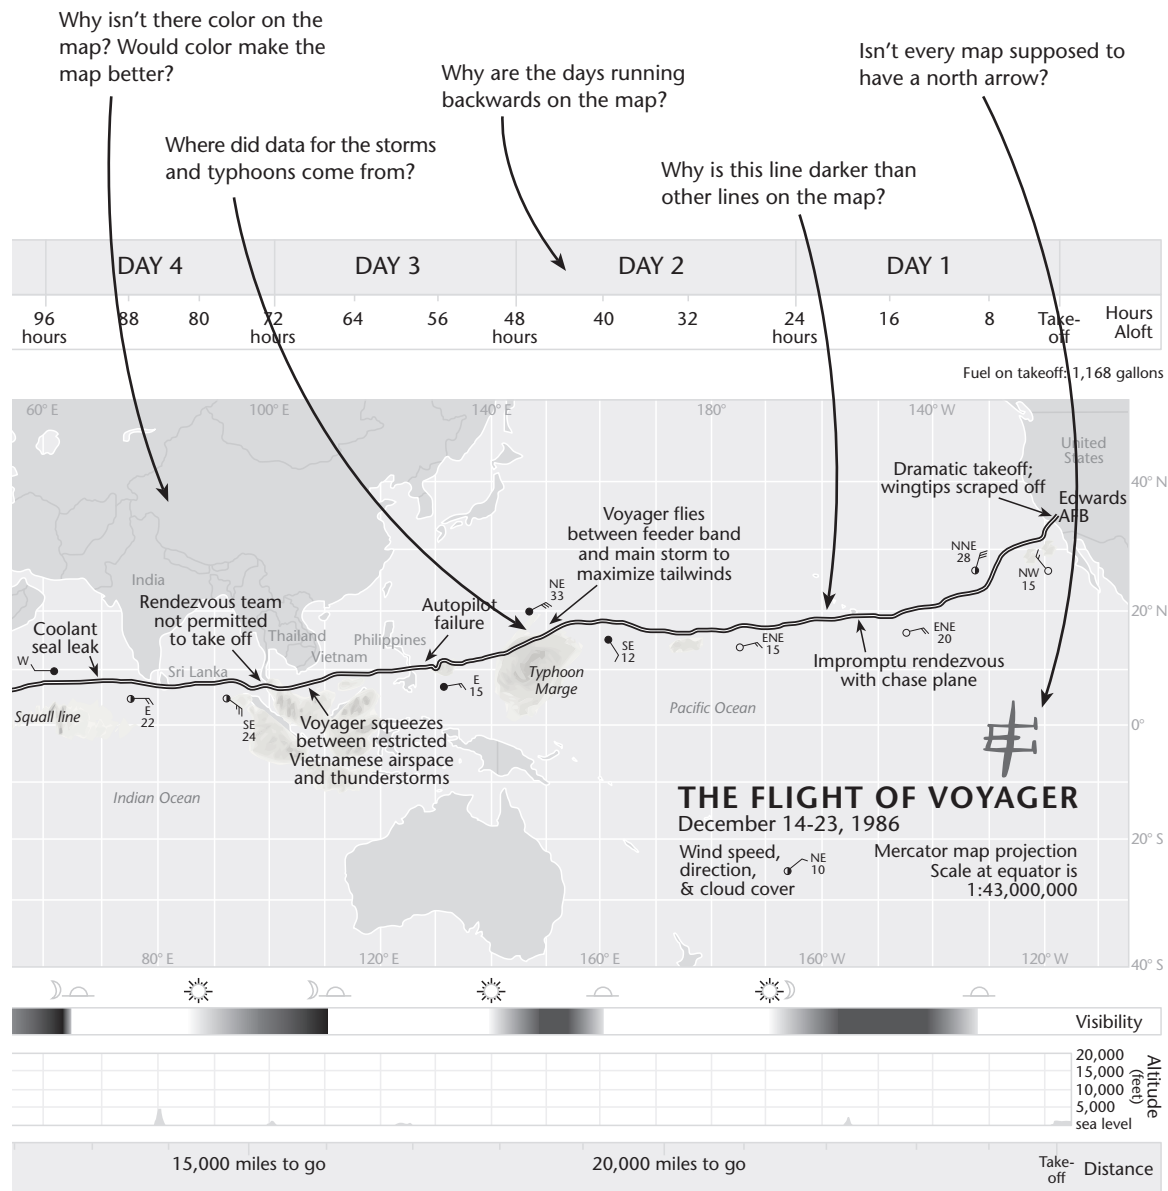 Why isn’t there color on the
map? Would color make the
map better?
Where did data for the storms
and typhoons come from?
Why are the days running
backwards on the map?
Why is this line darker than
other lines on the map?
Isn’t every map supposed to
have a north arrow?
DAY 4 DAY 3 DAY 2 DAY 1
96 hours 88 80 72 hours 64 56 48 hours 40 32 24 hours 16 8 Take-off
Hours
Aloft
Fuel on takeoff: 1,168 gallons
60° E 100° E 140° E 180° 140° W
United
States
40° N
Dramatic takeoff;
wingtips scraped off
Edwards
AFB
Voyager flies
between feeder band
and main storm to
maximize tailwinds
NNE
28
NW
15
NE
33
India
Rendezvous team
not permitted
to take off
Autopilot
failure
20° N
Coolant
seal leak
Thailand
Philippines
Vietnam
Sri Lanka
W
SE
12
ENE
15
ENE
20
Impromptu rendezvous
with chase plane
Typhoon
Marge
E
15
Squall line
E
22
SE
24
Voyager squeezes
between restricted
Vietnamese airspace
and thunderstorms
Pacific Ocean
0°
Indian Ocean
THE FLIGHT OF VOYAGER
December 14-23, 1986
Wind speed,
direction,
& cloud cover
NE
10
Mercator map projection
Scale at equator is
1:43,000,000
20° S
80° E 120° E 160° E 160° W 120° W
40° S
Visibility
20,000
15,000
10,000
5,000
sea level
Altitude
(feet)
15,000 miles to go 20,000 miles to go
Take-
off
Distance